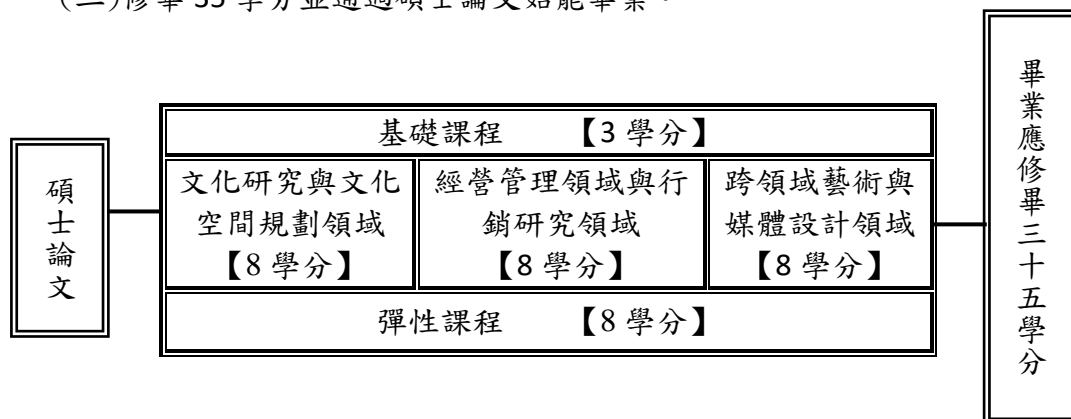 (二)修畢 35 學分並通過碩士論文始能畢業。
碩士論文
基礎課程 【3 學分】
文化研究與文化
空間規劃領域
【8 學分】
經營管理領域與行
銷研究領域
【8 學分】
跨領域藝術與
媒體設計領域
【8 學分】
彈性課程 【8 學分】
畢業應修畢三十五學分